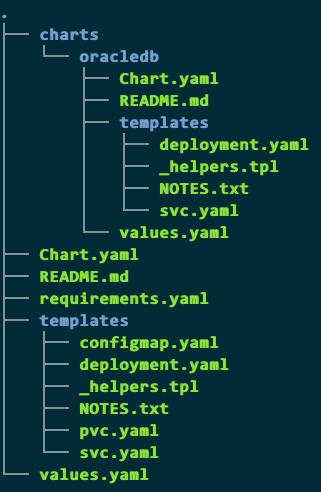 .
├── charts
│   └── oracledb
│       ├── Chart.yaml
│       ├── README.md
│       ├── templates
│       │   ├── deployment.yaml
│       │   ├── _helpers.tpl
│       │   ├── NOTES.txt
│       │   └── svc.yaml
│       └── values.yaml
├── Chart.yaml
├── README.md
├── requirements.yaml
├── templates
│   ├── configmap.yaml
│   ├── deployment.yaml
│   ├── _helpers.tpl
│   ├── NOTES.txt
│   ├── pvc.yaml
│   └── svc.yaml
└── values.yaml